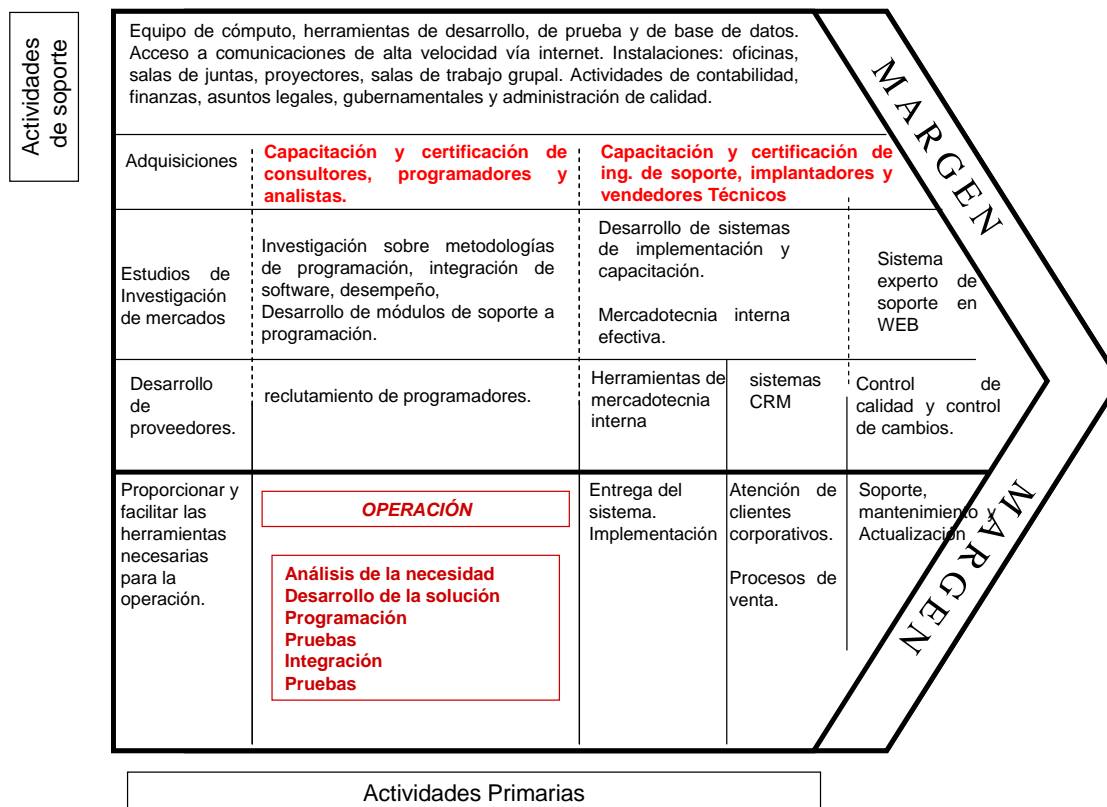 Actividades
de soporte
Equipo de cómputo, herramientas de desarrollo, de prueba y de base de datos.
Acceso a comunicaciones de alta velocidad vía internet. Instalaciones: oficinas,
salas de juntas, proyectores, salas de trabajo grupal. Actividades de contabilidad,
finanzas, asuntos legales, gubernamentales y administración de calidad.
MARGEN
Adquisiciones
Capacitación y certificación de
consultores, programadores y
analistas.
Capacitación y certificación de
ing. de soporte, implantadores y
vendedores Técnicos
Estudios de
Investigación
de mercados
Investigación sobre metodologías
de programación, integración de
software, desempeño,
Desarrollo de módulos de soporte a
programación.
Desarrollo de sistemas
de implementación y
capacitación.
Mercadotecnia interna
efectiva.
Sistema
experto de
soporte en
WEB
Desarrollo
de
proveedores.
reclutamiento de programadores.
Herramientas de
mercadotecnia
interna
sistemas
CRM
Control de
calidad y control
de cambios.
Proporcionar y
facilitar las
herramientas
necesarias
para la
operación.
OPERACIÓN
Análisis de la necesidad
Desarrollo de la solución
Programación
Pruebas
Integración
Pruebas
Entrega del
sistema.
Implementación
Atención de
clientes
corporativos.
Procesos de
venta.
Soporte,
mantenimiento y
Actualización
MARGEN
Actividades Primarias